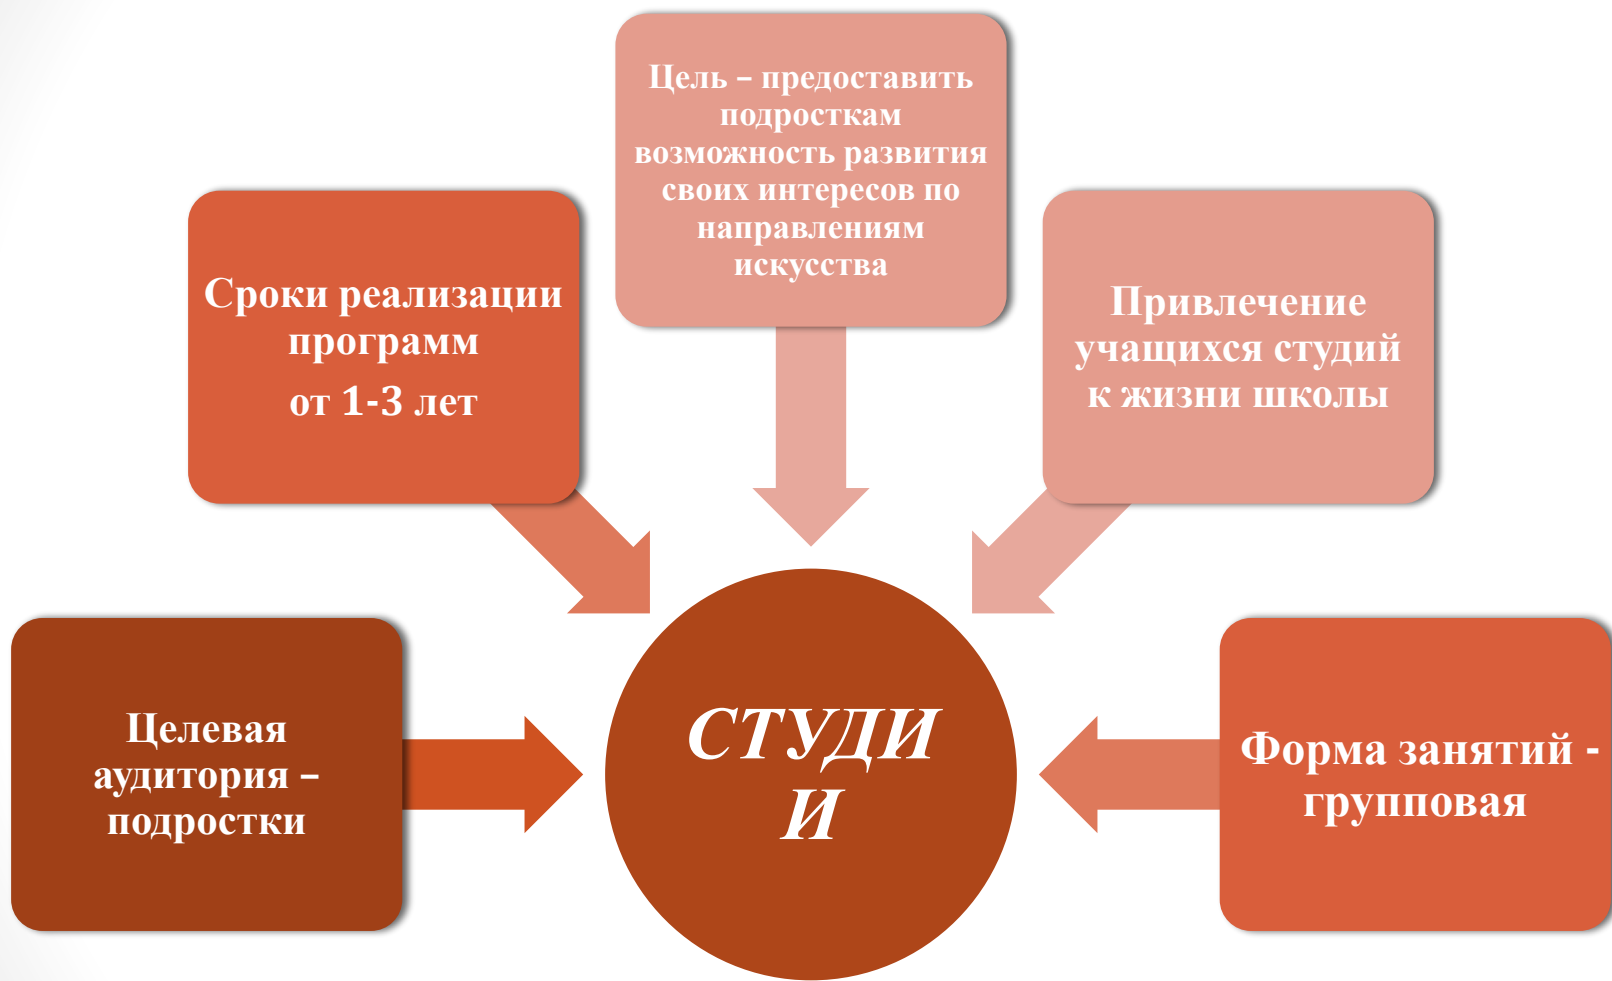 Цель – предоставить
подросткам
возможность развития
своих интересов по
направлениям
искусства
Сроки реализации
программ
от 1-3 лет
Привлечение
учащихся студий
к жизни школы
Целевая
аудитория –
подростки
СТУДИ
И
Форма занятий -
групповая